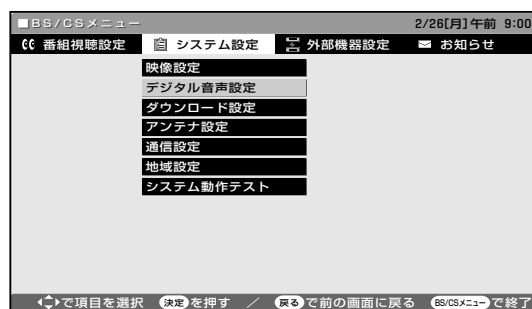 ■BS/CSメニュー 2/26[月]午前 9:00
番組視聴設定 システム設定 外部機器設定 お知らせ
映像設定
デジタル音声設定
ダウンロード設定
アンテナ設定
通信設定
地域設定
システム動作テスト
で項目を選択 決定を押す / 戻るで前の画面に戻る BS/CSメニューで終了